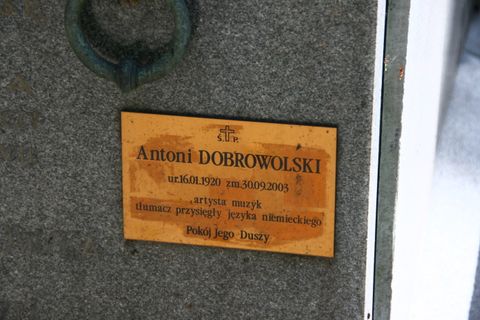 Ś. P.
Antoni DOBROWOLSKI
ur.16.01.1920 zm.30.09.2003
artysta muzyk
tłumacz przysięgły języka niemieckiego
Pokój Jego Duszy